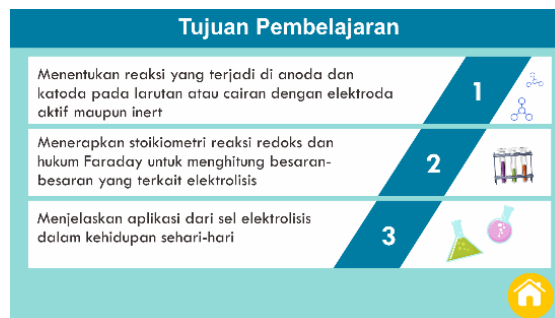 Tujuan Pembelajaran
Menentukan reaksi yang terjadi di anoda dan
katoda pada larutan atau cairan dengan elektroda
aktif maupun inert
1
Menerapkan stoikiometri reaksi redoks dan
hukum Faraday untuk menghitung besaran-
besaran yang terkait elektrolisis
2
Menjelaskan aplikasi dari sel elektrolisis
dalam kehidupan sehari-hari
3